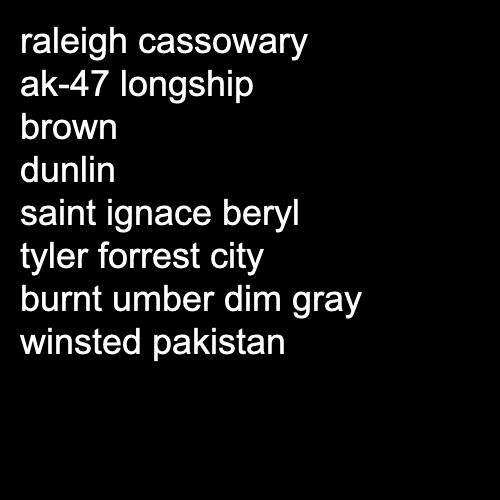 raleigh cassowary
ak-47 longship
brown
dunlin
saint ignace beryl
tyler forrest city
burnt umber dim gray
winsted pakistan